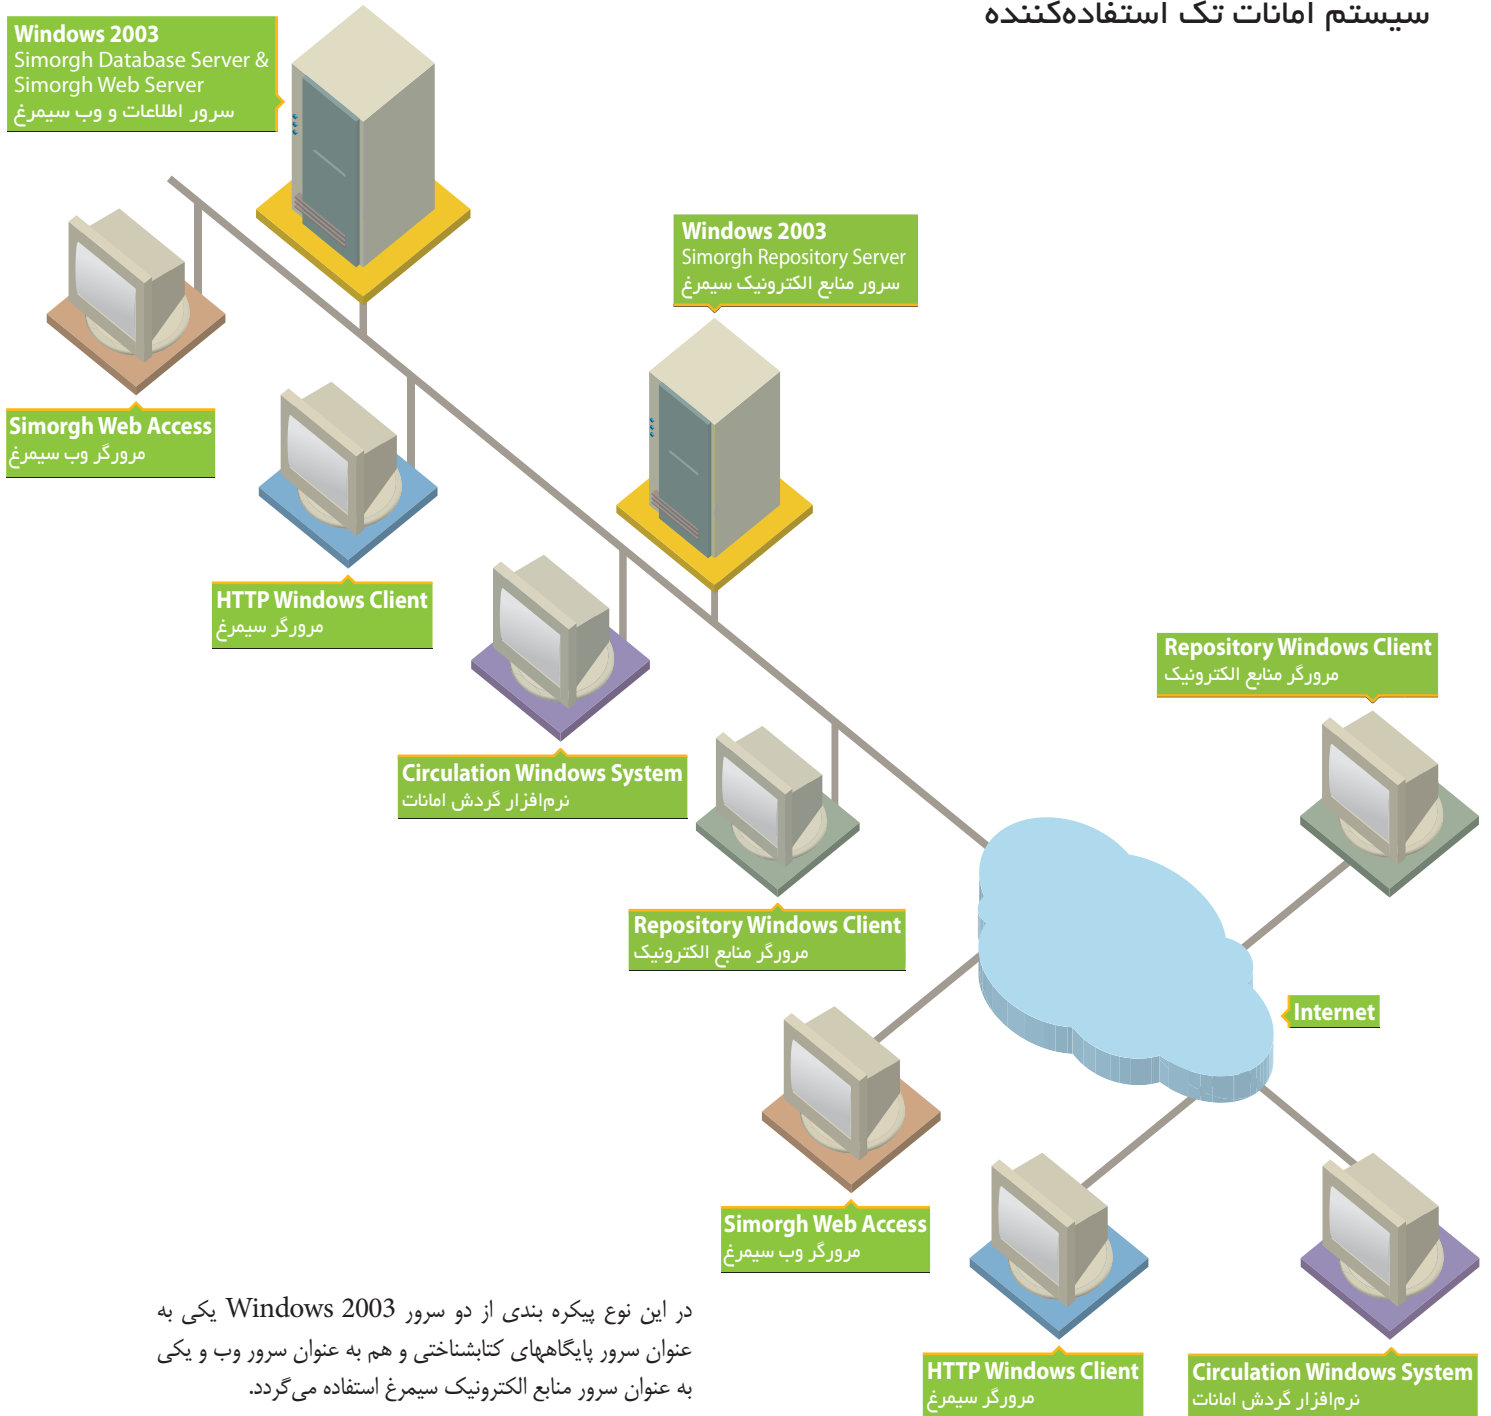 سیستم امانات تک استفاده‌کننده
Windows 2003
Simorgh Database Server &
Simorgh Web Server
سرور اطلاعات و وب سیمرغ
Windows 2003
Simorgh Repository Server
سرور منابع الکترونیک سیمرغ
Simorgh Web Access
مرورگر وب سیمرغ
HTTP Windows Client
مرورگر سیمرغ
Circulation Windows System
نرم‌افزار گردش امانات
Repository Windows Client
مرورگر منابع الکترونیک
Repository Windows Client
مرورگر منابع الکترونیک
Internet
Simorgh Web Access
مرورگر وب سیمرغ
HTTP Windows Client
مرورگر سیمرغ
Circulation Windows System
نرم‌افزار گردش امانات
در این نوع پیکره بندی از دو سرور Windows 2003 یکی به
عنوان سرور پایگاههای کتابشناختی و هم به عنوان سرور وب و یکی
به عنوان سرور منابع الکترونیک سیمرغ استفاده می‌گردد.